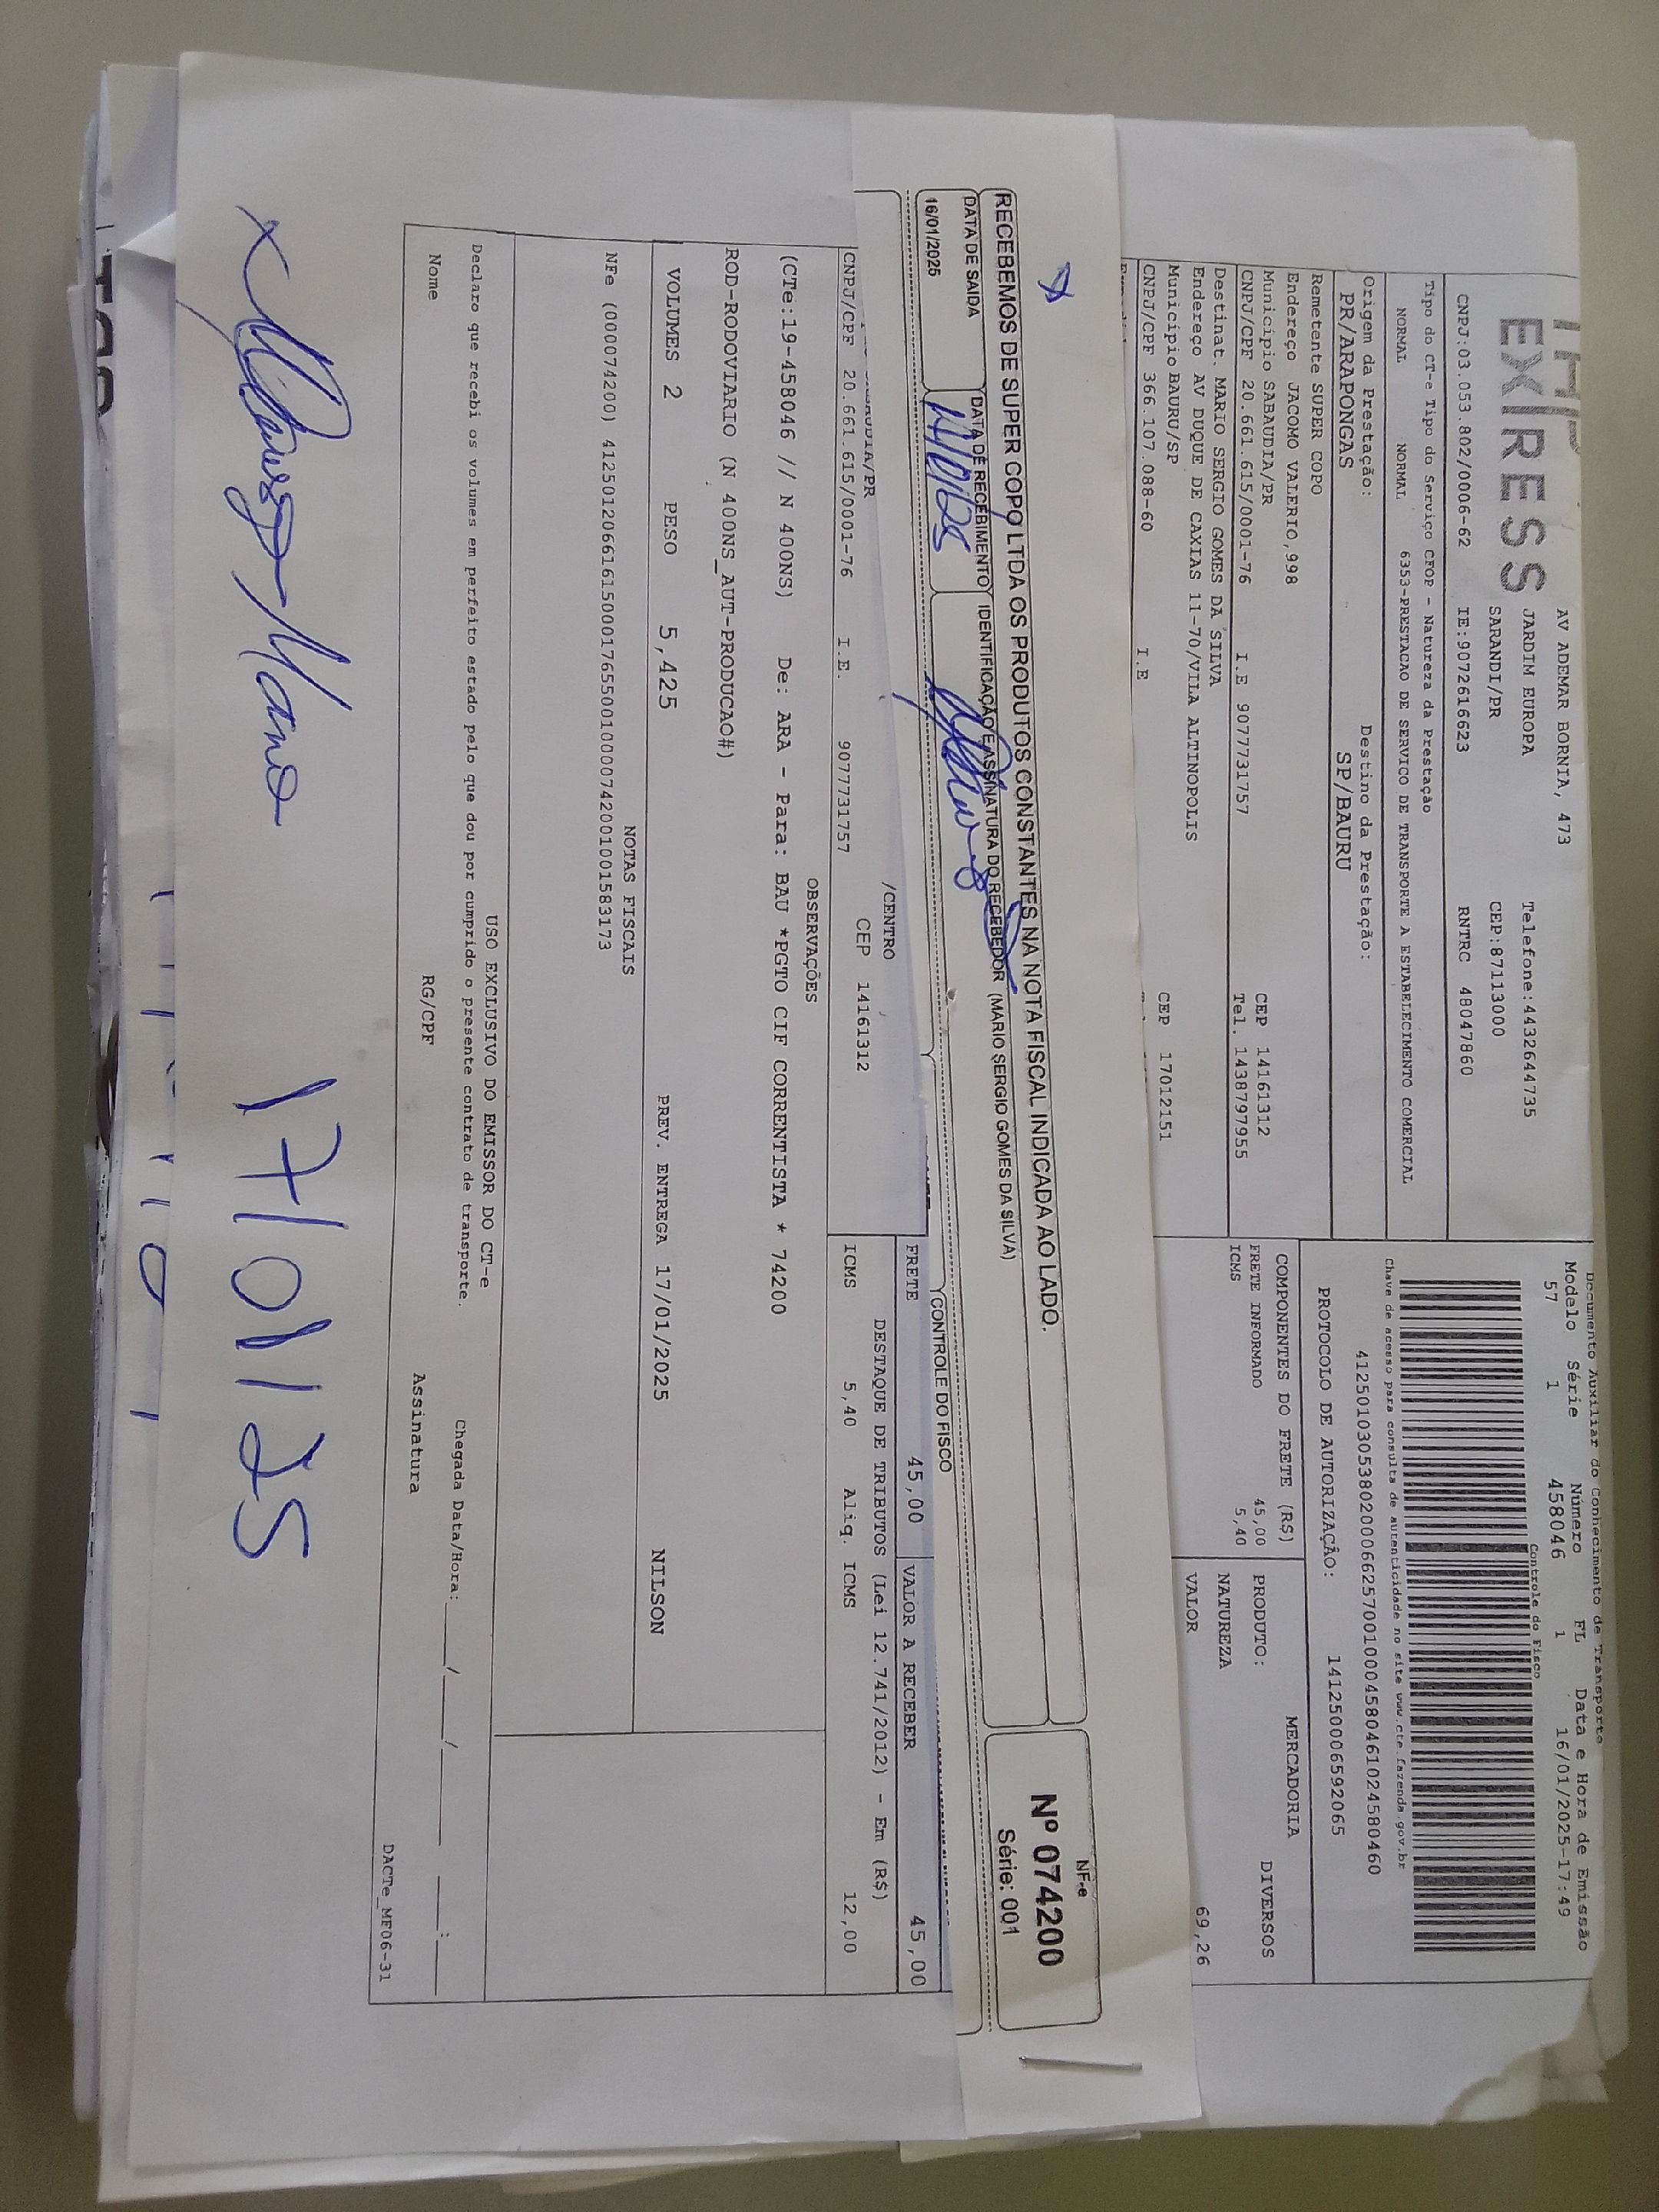 Documento Auxiliar do Conhecimento de Transporte
EXPRESS
AV ADEMAR BORNIA, 473
JARDIM EUROPA Telefone:4432644735
SARANDI/PR CEP:87113000
CNPJ:03.053.802/0006-62 IE:9072616623 RNTRC 48047860
Modelo Série Número FL Data e Hora de Emissão
57 1 458046 1 16/01/2025-17:49
Controle do Fisco
Chave de acesso para consulta de autenticidade no site www.cte.fazenda.gov.br
41250103053802000662570010004580461024580460
PROTOCOLO DE AUTORIZAÇÃO: 141250006592065
Tipo do CT-e Tipo do Serviço CFOP - Natureza da Prestação
NORMAL NORMAL 6353-PRESTACAO DE SERVICO DE TRANSPORTE A ESTABELECIMENTO COMERCIAL
Origem da Prestação: Destino da Prestação:
PR/ARAPONGAS SP/BAURU
Remetente SUPER COPO
Endereço JACOMO VALERIO,998
Município SABAUDIA/PR CEP 14161312
CNPJ/CPF 20.661.615/0001-76 I.E 9077731757 Tel. 1438797955
Destinat. MARIO SERGIO GOMES DA SILVA
Endereço AV DUQUE DE CAXIAS 11-70/VILA ALTINOPOLIS
Município BAURU/SP CEP 17012151
CNPJ/CPF 366.107.088-60 I.E
COMPONENTES DO FRETE (R$)
FRETE INFORMADO 45,00
ICMS 5,40
MERCADORIA
PRODUTO: DIVERSOS
NATUREZA
VALOR 69,26
RECEBEMOS DE SUPER COPO LTDA OS PRODUTOS CONSTANTES NA NOTA FISCAL INDICADA AO LADO.
DATA DE SAIDA DATA DE RECEBIMENTO IDENTIFICAÇÃO E ASSINATURA DO RECEBEDOR (MARIO SERGIO GOMES DA SILVA)
16/01/2025
NF-e
Nº 074200
Série: 001
CONTROLE DO FISCO
/CENTRO
CNPJ/CPF 20.661.615/0001-76 I.E. 9077731757 CEP 14161312
FRETE 45,00 VALOR A RECEBER 45,00
DESTAQUE DE TRIBUTOS (Lei 12.741/2012) - Em (R$)
ICMS 5,40 Aliq. ICMS 12,00
OBSERVAÇÕES
(CTe:19-458046 // N 400NS) De: ARA - Para: BAU *PGTO CIF CORRENTISTA * 74200
ROD-RODOVIARIO (N 400NS_AUT-PRODUCAO#)
VOLUMES 2 PESO 5,425 PREV. ENTREGA 17/01/2025 NILSON
NOTAS FISCAIS
NFe (000074200) 41250120661615000176550010000742001001583173
USO EXCLUSIVO DO EMISSOR DO CT-e
Declaro que recebi os volumes em perfeito estado pelo que dou por cumprido o presente contrato de transporte. Chegada Data/Hora:____/____/____ ___:___
Nome RG/CPF Assinatura
DACTe_MF06-31
17/01/25